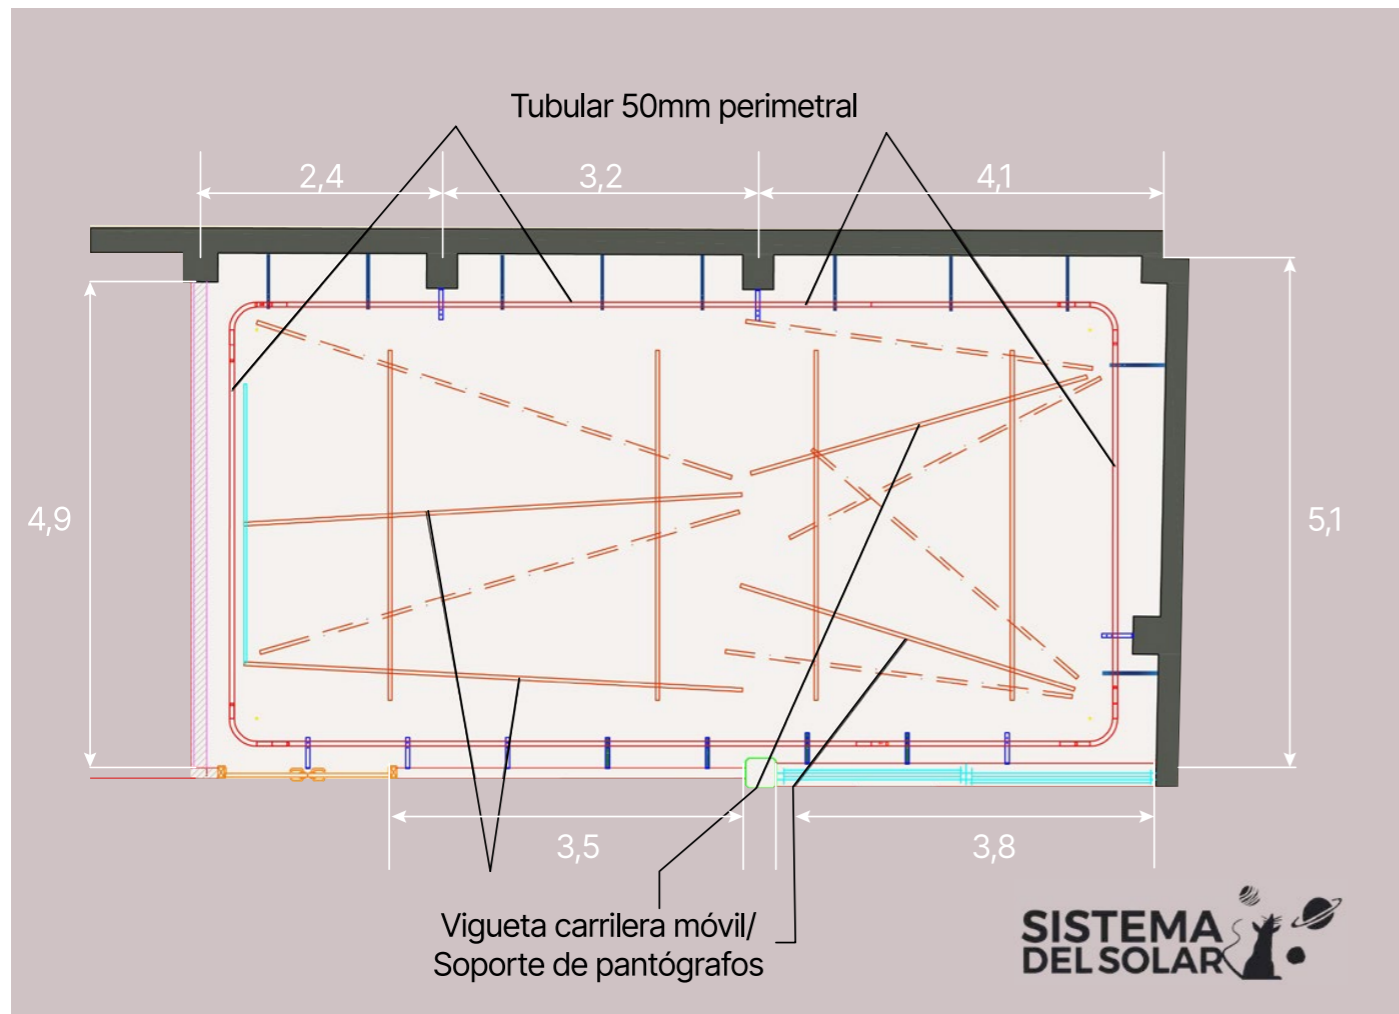 Tubular 50mm perimetral
2,4
3,2
4,1
4,9
5,1
3,5
3,8
Vigueta carrilera móvil/
Soporte de pantógrafos
SISTEMA
DEL SOLAR